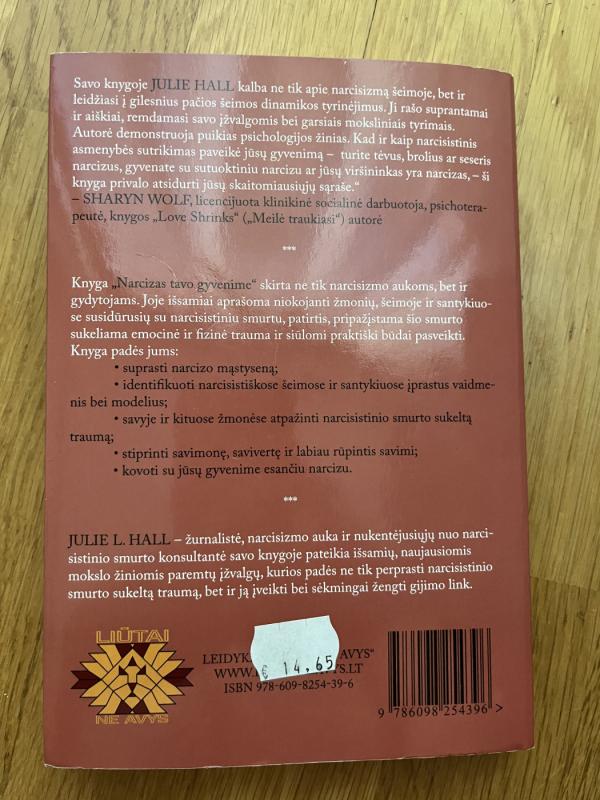 Savo knygoje JULIE HALL kalba ne tik apie narcisizmą šeimoje, bet ir
leidžiasi į gilesnius pačios šeimos dinamikos tyrinėjimus. Ji rašo suprantamai
ir aiškiai, remdamasi savo įžvalgomis bei garsiais moksliniais tyrimais.
Autorė demonstruoja puikias psichologijos žinias. Kad ir kaip narcisistinis
asmenybės sutrikimas paveikė jūsų gyvenimą – turite tėvus, brolius ar seseris
narcizus, gyvenate su sutuoktiniu narcizu ar jūsų viršininkas yra narcizas, – ši
knyga privalo atsidurti jūsų skaitomiausiųjų sąraše.“
– SHARYN WOLF, licencijuota klinikinė socialinė darbuotoja, psichotera-
peutė, knygos „Love Shrinks“ („Meilė traukiasi“) autorė
***
Knyga „Narcizas tavo gyvenime“ skirta ne tik narcisizmo aukoms, bet ir
gydytojams. Joje išsamiai aprašoma niokojanti žmonių, šeimoje ir santykiuo-
se susidūrusių su narcisistiniu smurtu, patirtis, pripažįstama šio smurto
sukeliama emocinė ir fizinė trauma ir siūlomi praktiški būdai pasveikti.
Knyga padės jums:
• suprasti narcizo mąstyseną;
• identifikuoti narcisistiškose šeimose ir santykiuose įprastus vaidme-
nis bei modelius;
• savyje ir kituose žmonėse atpažinti narcisistinio smurto sukeltą
traumą;
• stiprinti savimonę, savivertę ir labiau rūpintis savimi;
• kovoti su jūsų gyvenime esančiu narcizu.
***
JULIE L. HALL – žurnalistė, narcisizmo auka ir nukentėjusiųjų nuo narci-
sistinio smurto konsultantė savo knygoje pateikia išsamių, naujausiomis
mokslo žiniomis paremtų įžvalgų, kurios padės ne tik perprasti narcisistinio
smurto sukeltą traumą, bet ir ją įveikti bei sėkmingai žengti gijimo link.
LIŪTAI
NE AVYS
LEIDYK AVYS“
€ 14,65
WWW. YS.LT
ISBN 978-609-8254-39-6
9 786098 254396 >